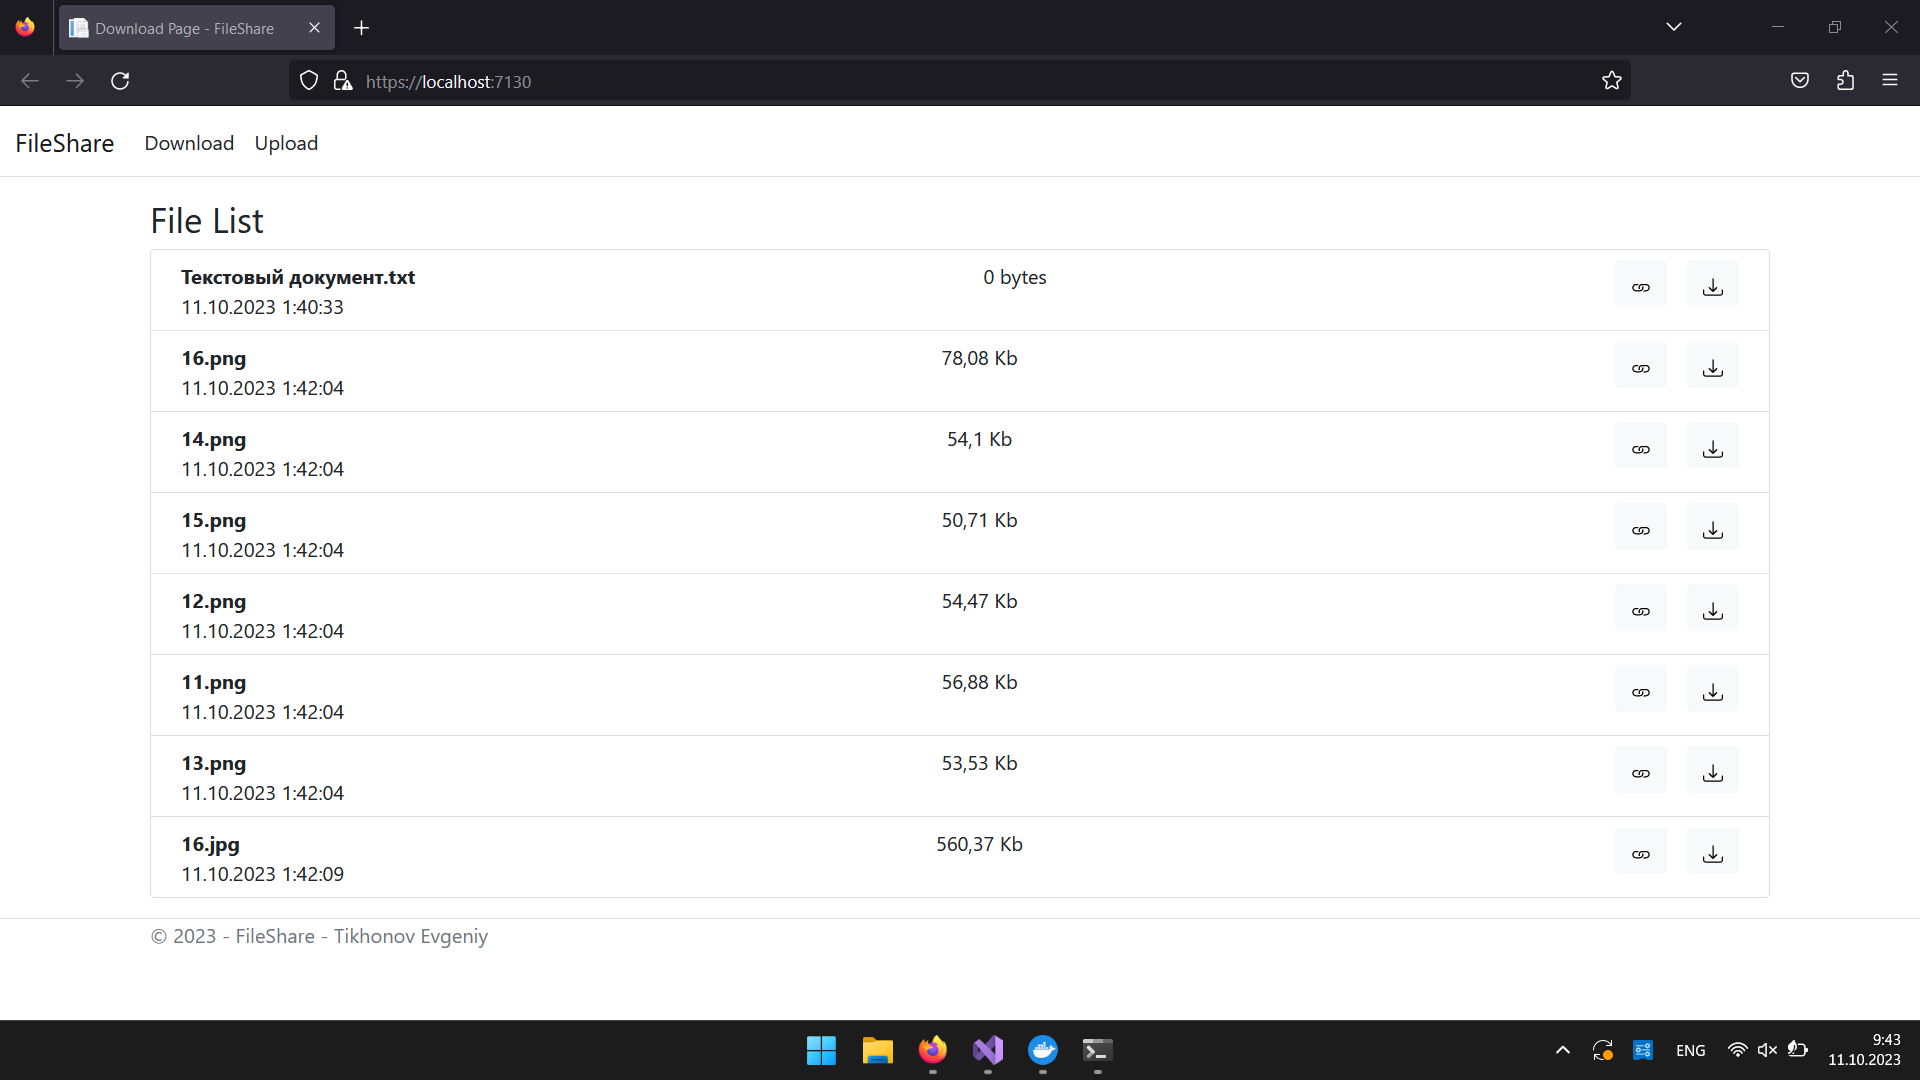 Download Page - FileShare
https://localhost:7130
FileShare Download Upload
File List
Текстовый документ.txt 0 bytes
11.10.2023 1:40:33
16.png 78,08 Kb
11.10.2023 1:42:04
14.png 54,1 Kb
11.10.2023 1:42:04
15.png 50,71 Kb
11.10.2023 1:42:04
12.png 54,47 Kb
11.10.2023 1:42:04
11.png 56,88 Kb
11.10.2023 1:42:04
13.png 53,53 Kb
11.10.2023 1:42:04
16.jpg 560,37 Kb
11.10.2023 1:42:09
© 2023 - FileShare - Tikhonov Evgeniy
ENG
9:43
11.10.2023